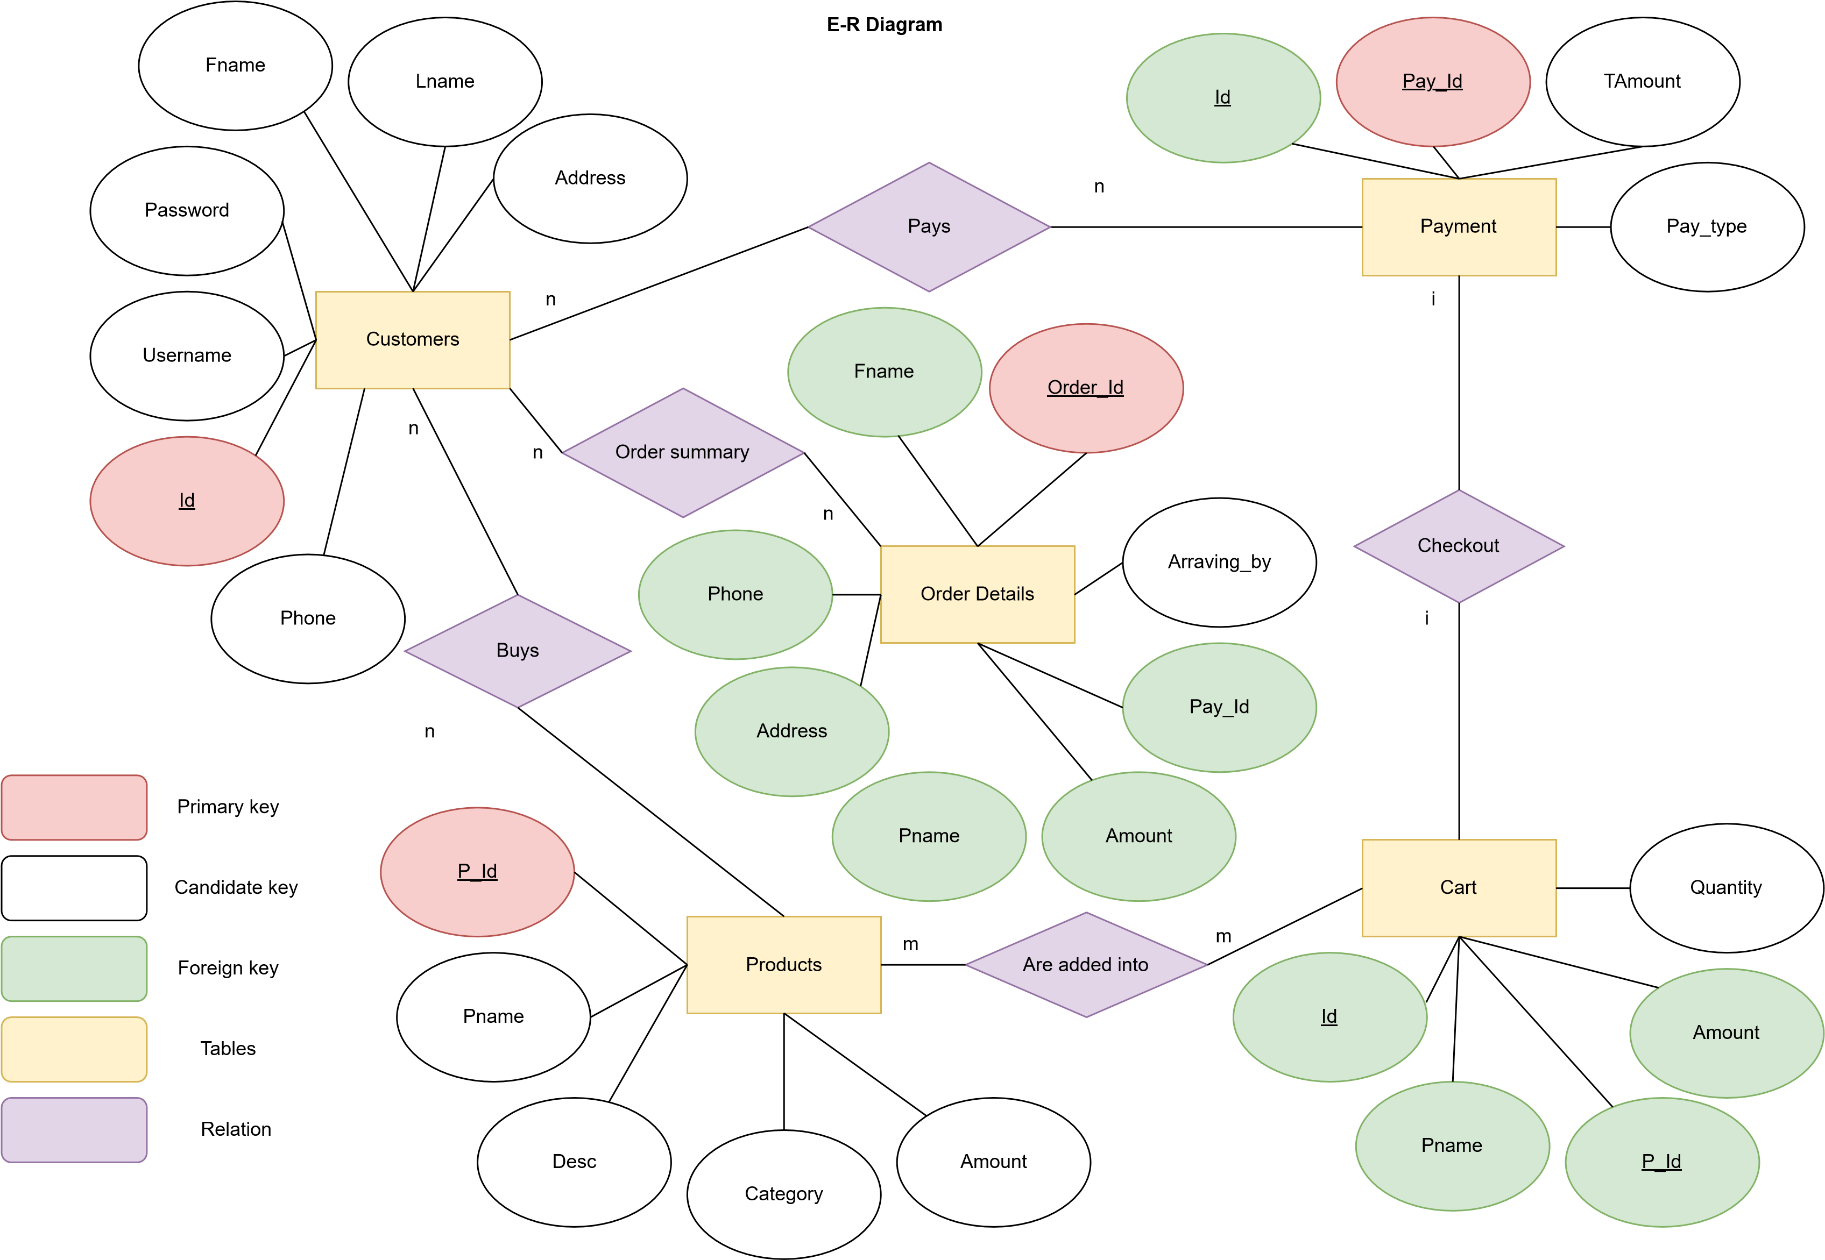 E-R Diagram
Fname
Lname
Address
Password
Username
Id
Phone
Customers
n
Pays
n
Id
Pay_Id
TAmount
Payment
Pay_type
i
Checkout
i
n
Order summary
n
Fname
Order_Id
Order Details
Arraving_by
Phone
Address
Pay_Id
Pname
Amount
n
Buys
n
P_Id
Pname
Products
Desc
Category
Amount
m
Are added into
m
Cart
Quantity
Id
Amount
Pname
P_Id
Primary key
Candidate key
Foreign key
Tables
Relation